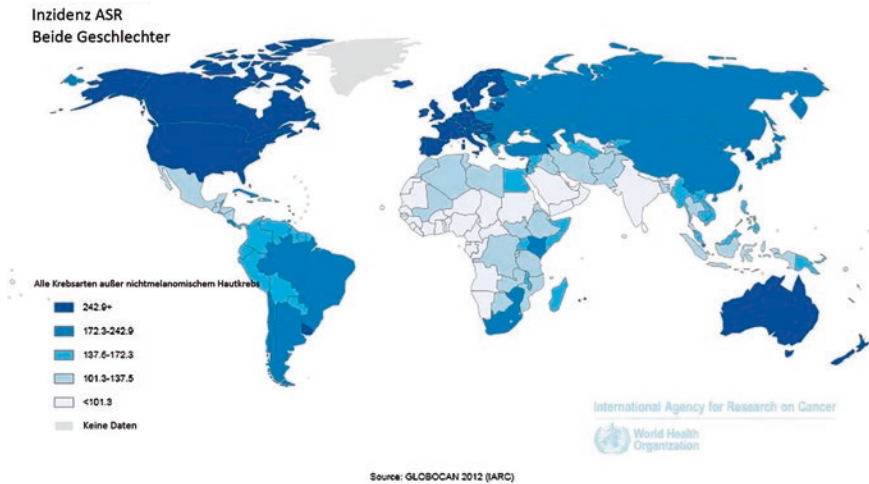 Inzidenz ASR
Beide Geschlechter
Alle Krebsarten außer nichtmelanomischem Hautkrebs
242.9+
172.3-242.9
137.6-172.3
101.3-137.5
<101.3
Keine Daten
International Agency for Research on Cancer
World Health
Organization
Source: GLOBOCAN 2012 (IARC)